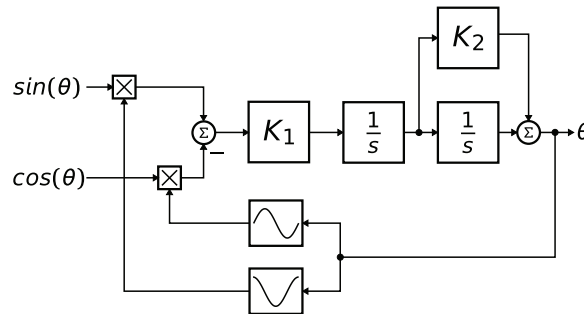 K₂
sin(θ)
Σ
K₁
1/s
1/s
Σ
θ
−
cos(θ)